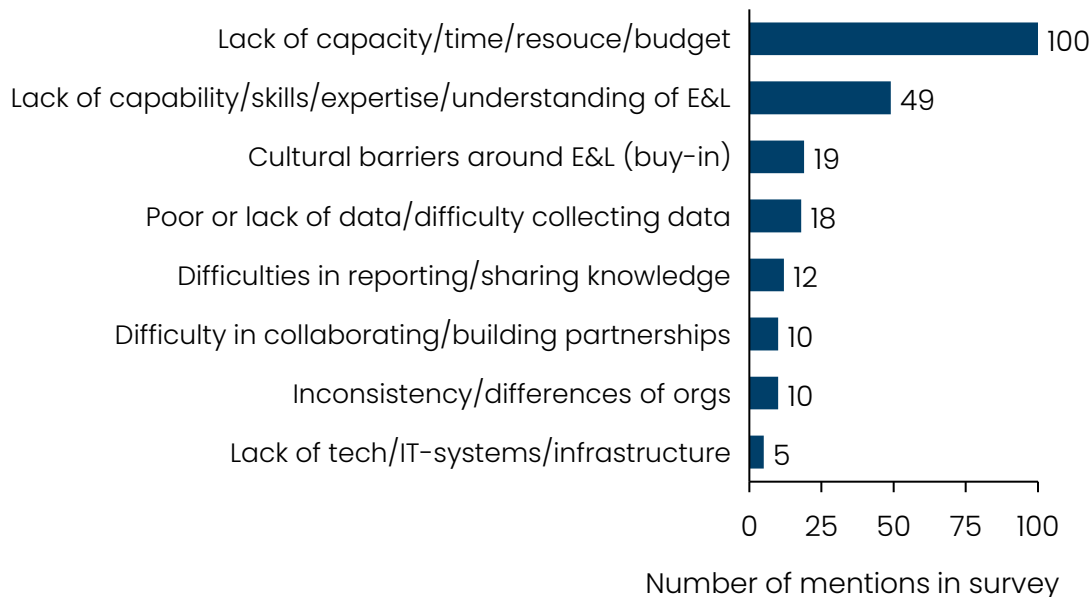 Lack of capacity/time/resouce/budget 100
Lack of capability/skills/expertise/understanding of E&L 49
Cultural barriers around E&L (buy-in) 19
Poor or lack of data/difficulty collecting data 18
Difficulties in reporting/sharing knowledge 12
Difficulty in collaborating/building partnerships 10
Inconsistency/differences of orgs 10
Lack of tech/IT-systems/infrastructure 5
0 25 50 75 100
Number of mentions in survey